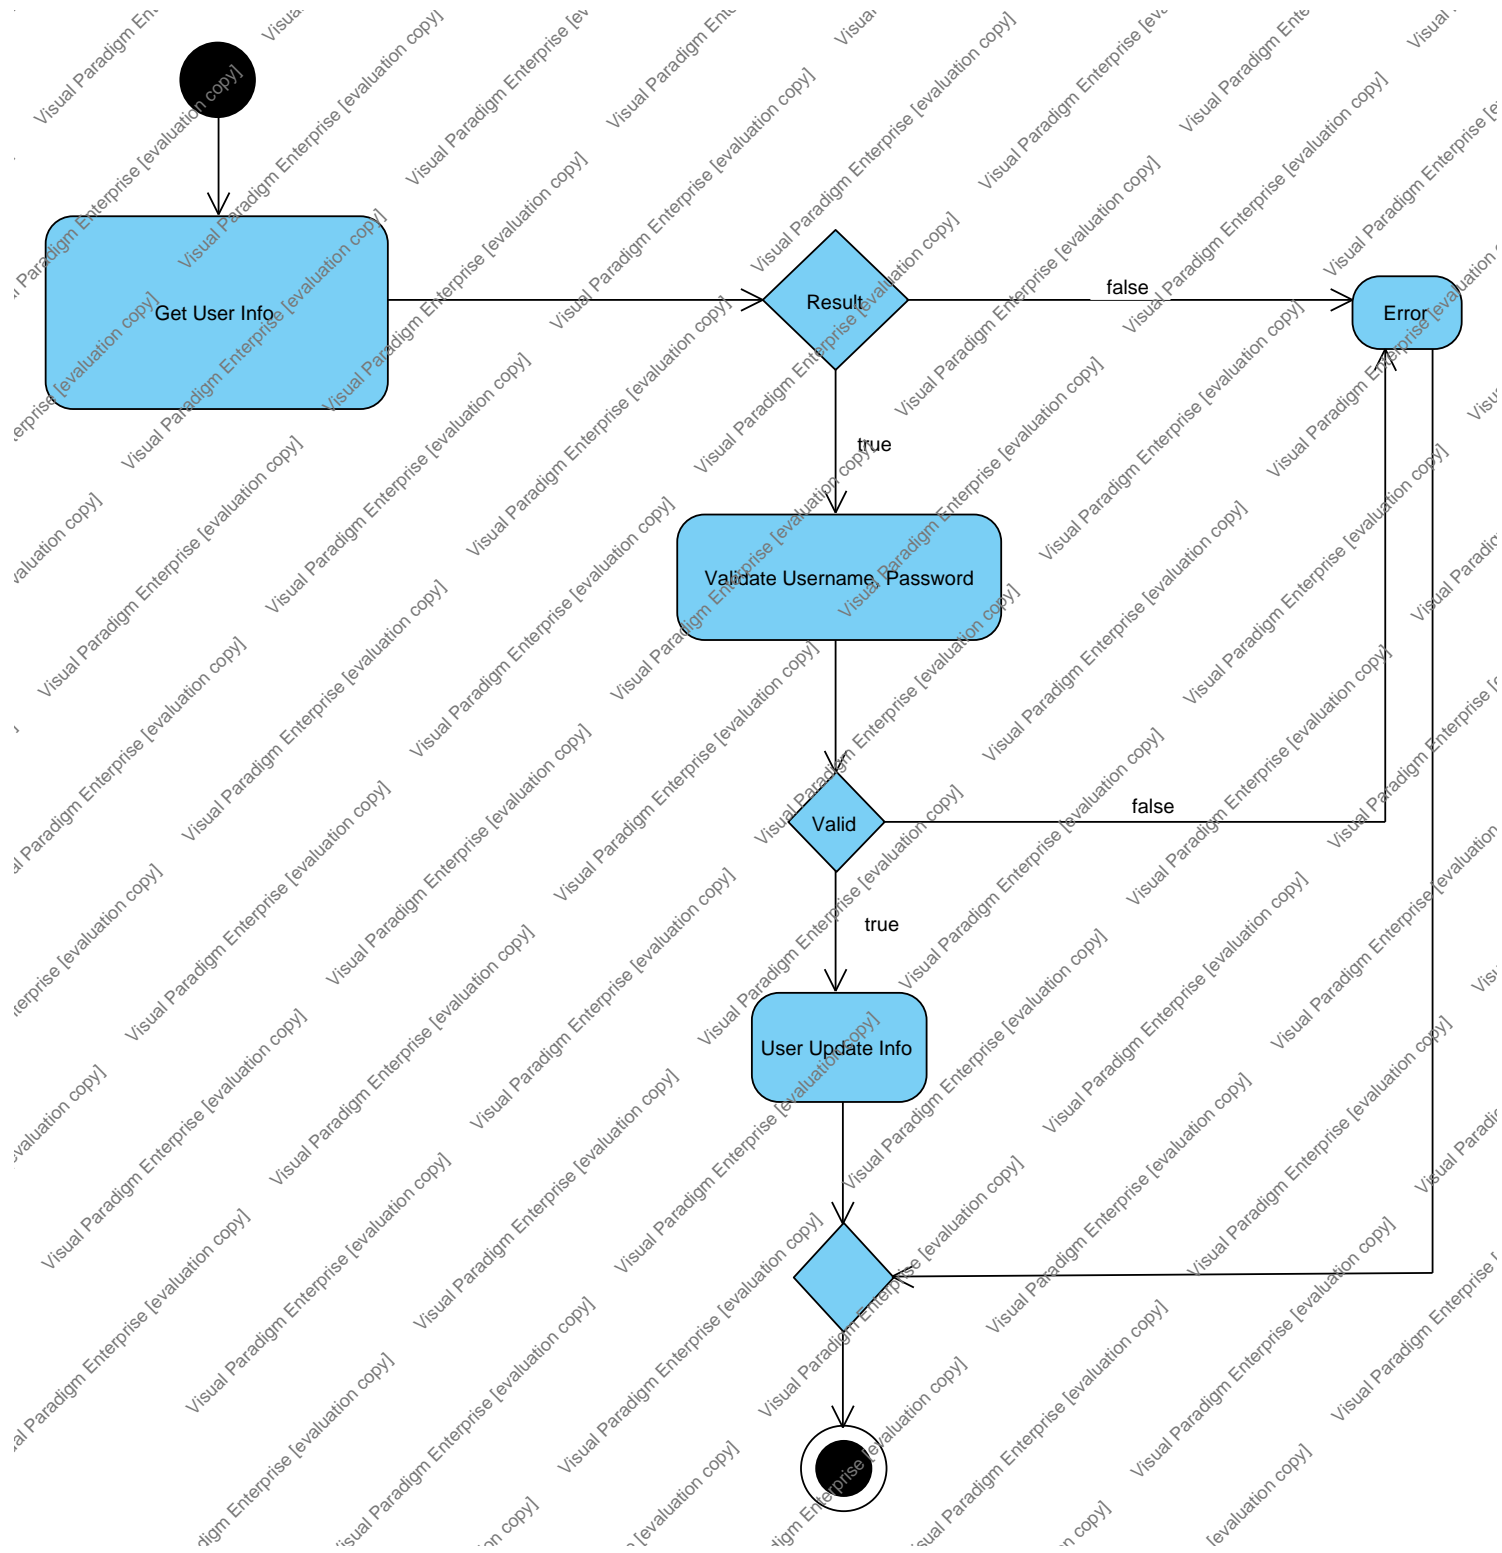 Get User Info
Result
false
Error
true
Validate Username, Password
Valid
false
true
User Update Info
Visual Paradigm Enterprise [evaluation copy]